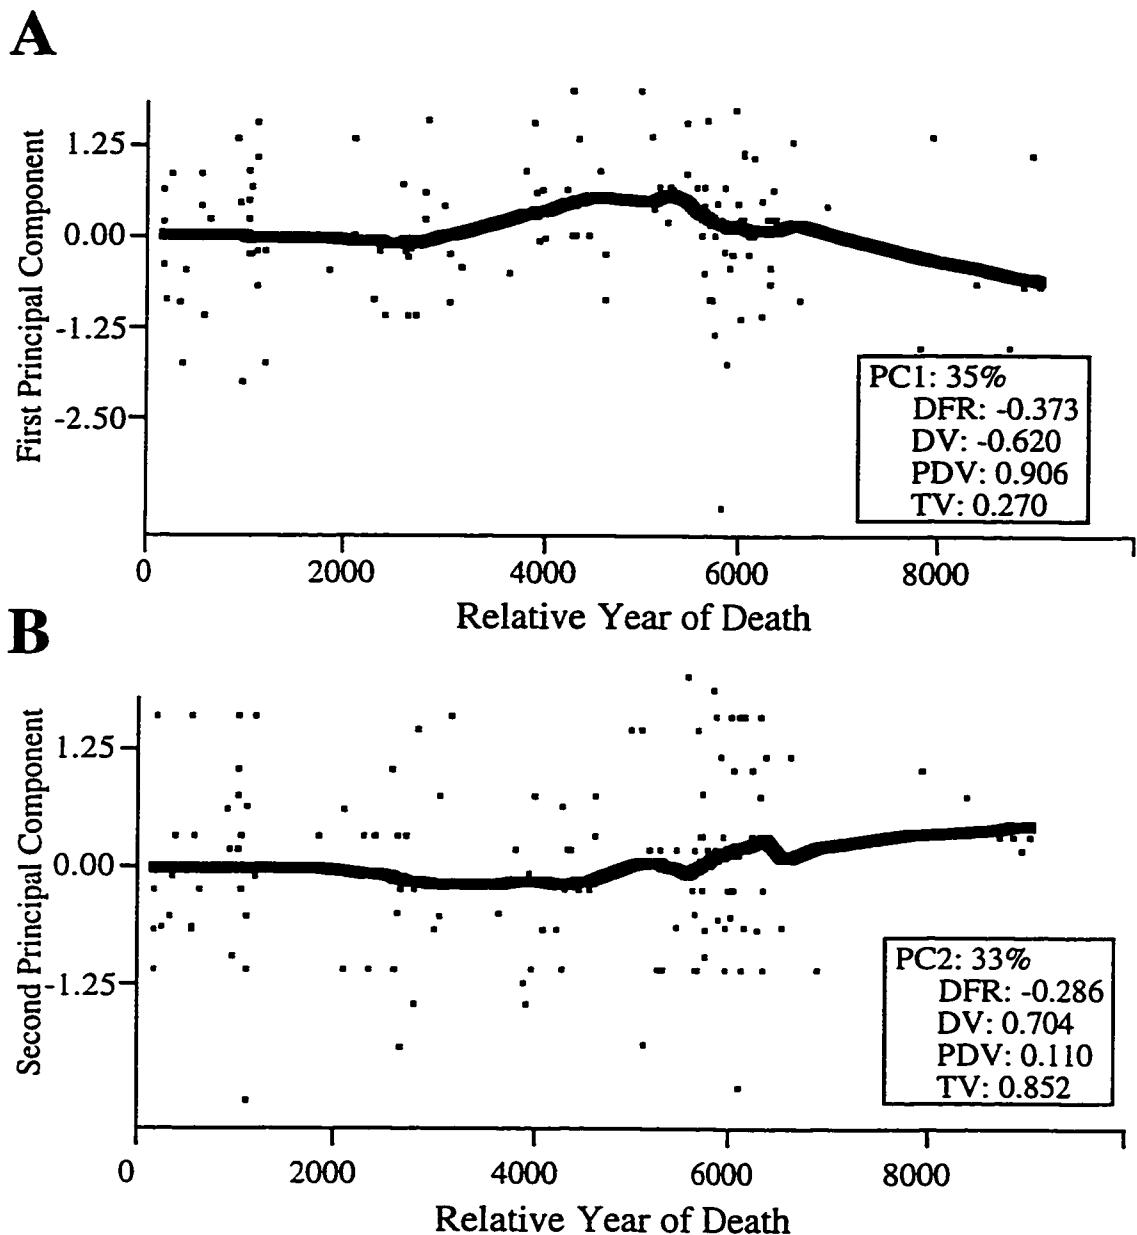 A
First Principal Component
1.25
0.00
-1.25
-2.50
PC1: 35%
DFR: -0.373
DV: -0.620
PDV: 0.906
TV: 0.270
0 2000 4000 6000 8000
Relative Year of Death
B
Second Principal Component
1.25
0.00
-1.25
PC2: 33%
DFR: -0.286
DV: 0.704
PDV: 0.110
TV: 0.852
0 2000 4000 6000 8000
Relative Year of Death